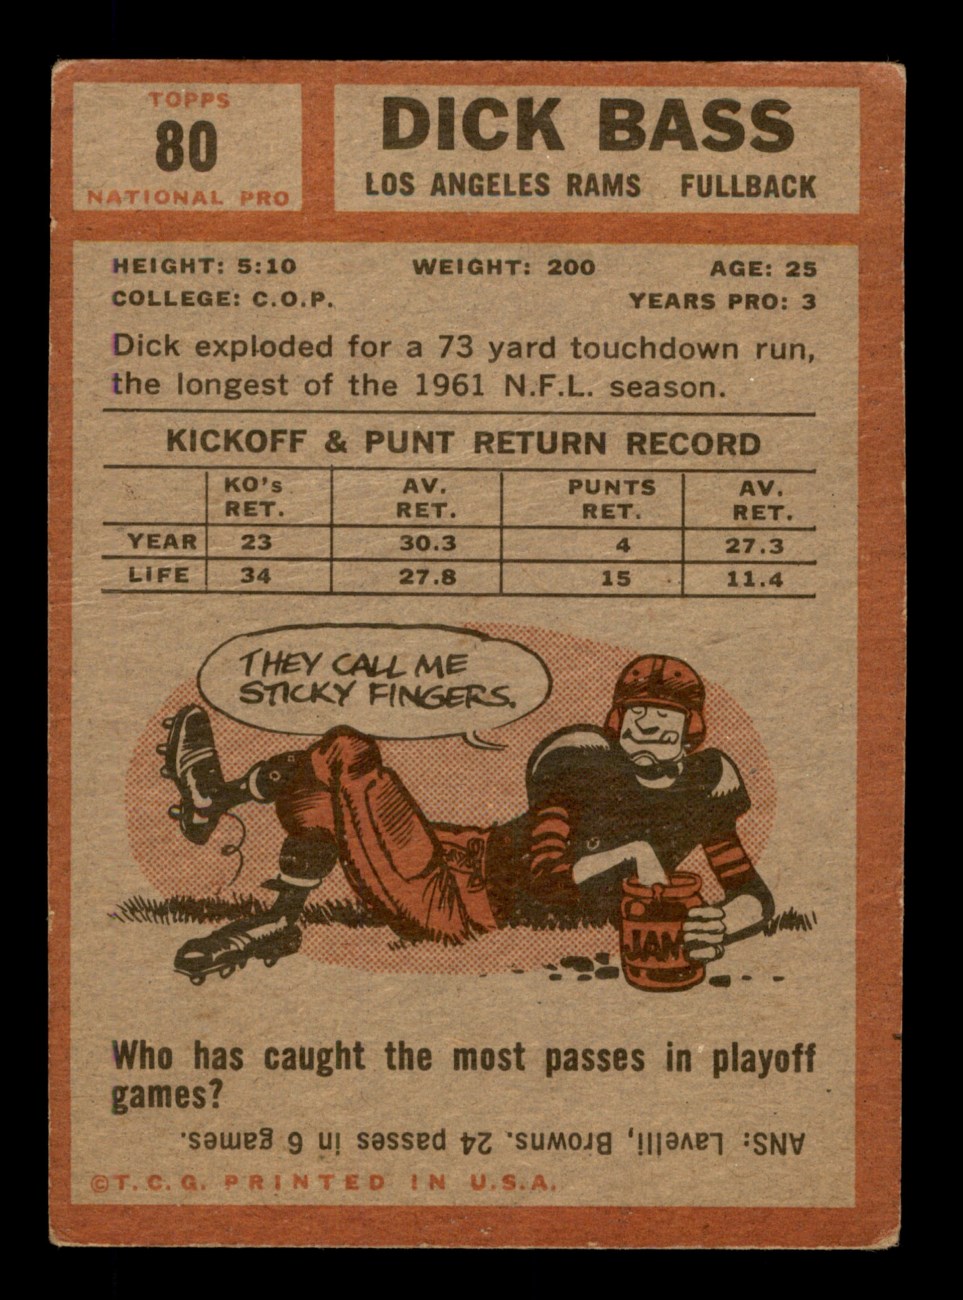 TOPPS
80
NATIONAL PRO
DICK BASS
LOS ANGELES RAMS FULLBACK
HEIGHT: 5:10 WEIGHT: 200 AGE: 25
COLLEGE: C.O.P. YEARS PRO: 3
Dick exploded for a 73 yard touchdown run,
the longest of the 1961 N.F.L. season.
KICKOFF & PUNT RETURN RECORD
KO's RET. AV. RET. PUNTS RET. AV. RET.
YEAR 23 30.3 4 27.3
LIFE 34 27.8 15 11.4
THEY CALL ME
STICKY FINGERS.
JAM
Who has caught the most passes in playoff
games?
ANS: Lavelli, Browns. 24 passes in 6 games.
©T.C.G. PRINTED IN U.S.A.